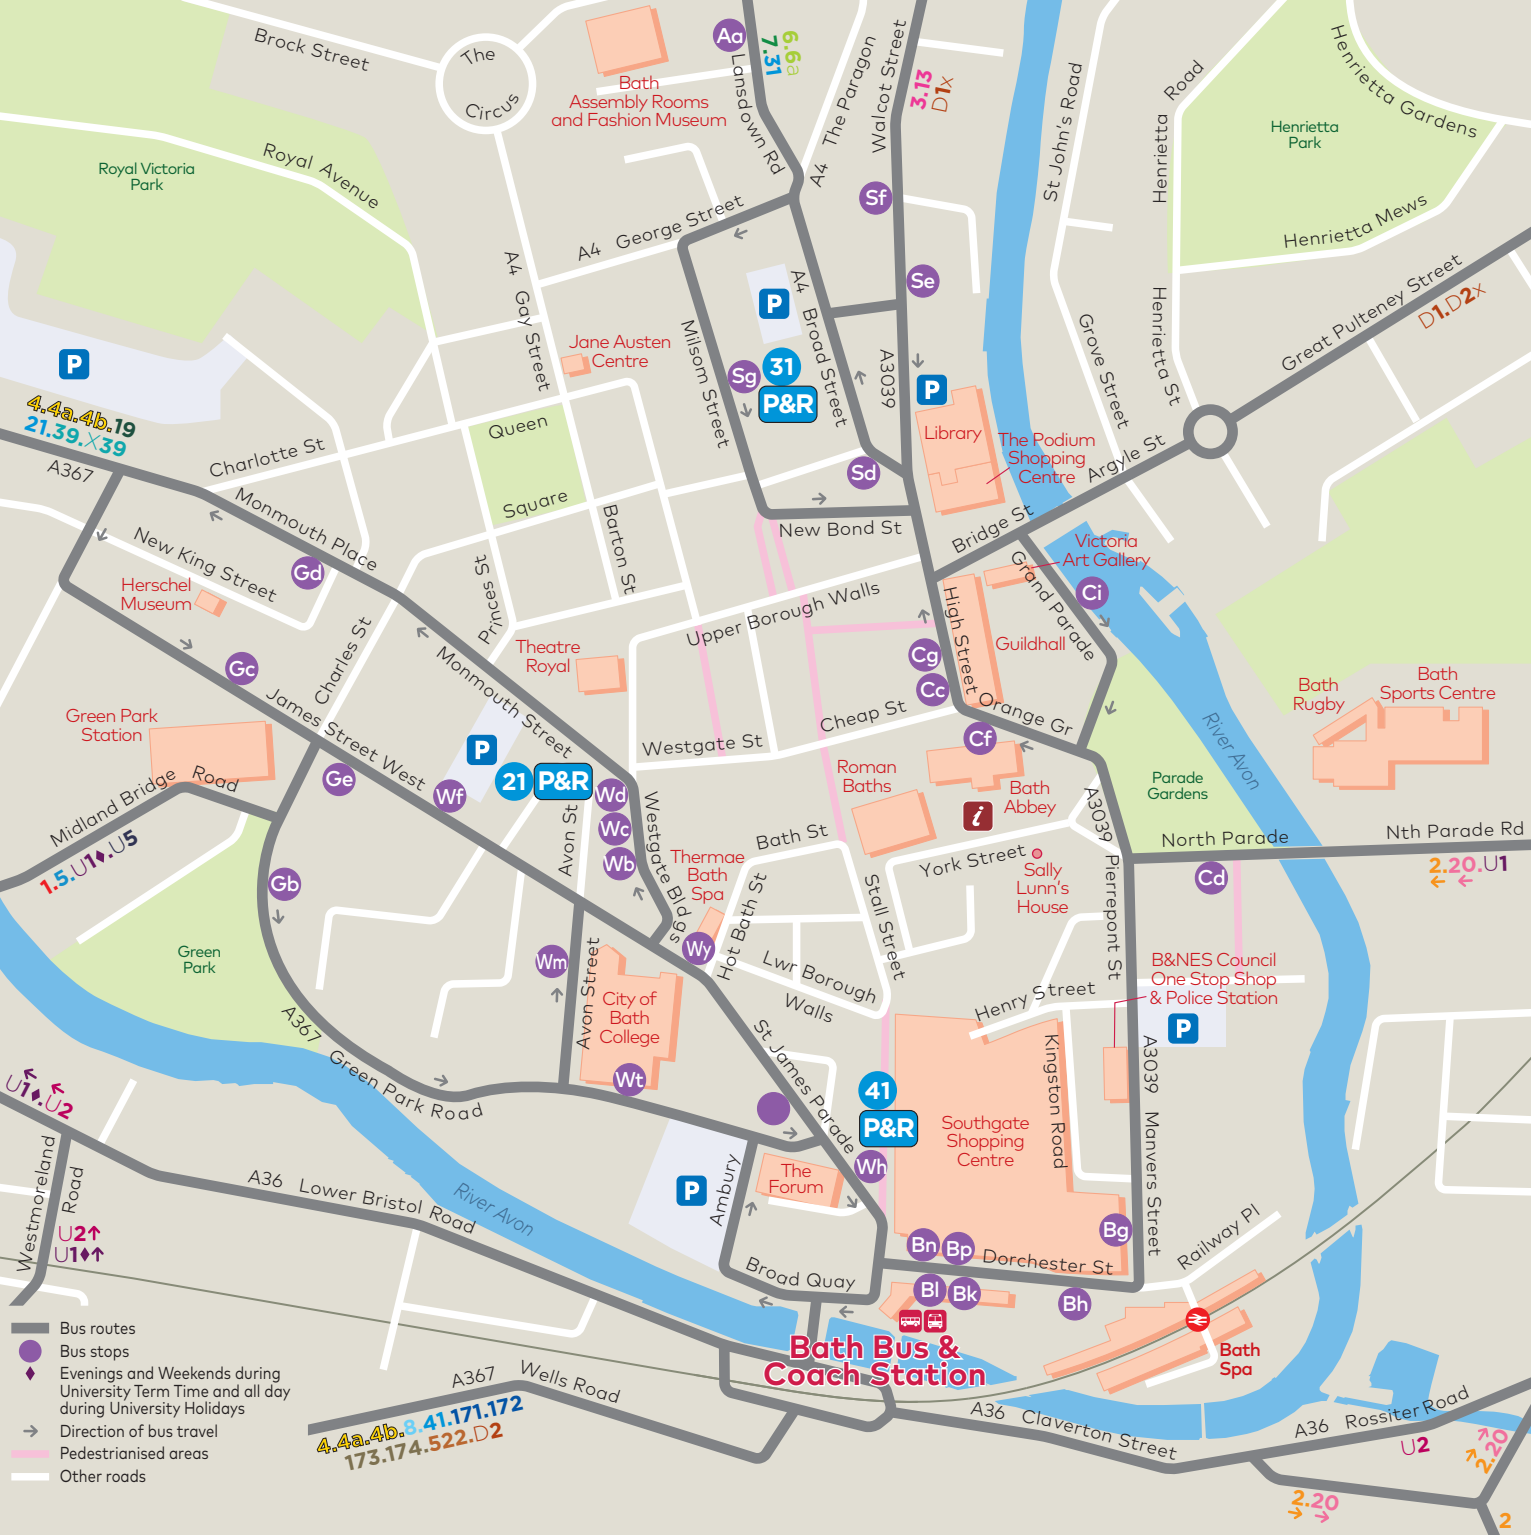 Brock Street
The
Circus
Bath
Assembly Rooms
and Fashion Museum
Aa
7.31
6.6a
Lansdown Rd
A4 The Paragon
Walcot Street
3.13
D1x
St John's Road
Henrietta Road
Henrietta Gardens
Henrietta
Park
Henrietta Mews
Royal Victoria
Park
Royal Avenue
A4 George Street
Sf
A4 Gay Street
P
A4 Broad Street
Se
Henrietta St
Great Pulteney Street
D1.D2x
Jane Austen
Centre
Milsom Street
Sg
31
P&R
A3039
P
Grove Street
P
4.4a.4b.19
21.39.X39
A367
Charlotte St
Queen
Square
Library
The Podium
Shopping
Centre
Argyle St
Sd
New Bond St
Bridge St
Monmouth Place
New King Street
Gd
Herschel
Museum
Princes St
Barton St
Victoria
Art Gallery
Grand Parade
Ci
Upper Borough Walls
High Street
Guildhall
Theatre
Royal
Cg
Cc
Charles St
Gc
Monmouth Street
Green Park
Station
James Street West
Cheap St
Orange Gr
Cf
Westgate St
Bath
Rugby
Bath
Sports Centre
River Avon
P
Ge
Wf
21
P&R
Wd
Wc
Wb
Roman
Baths
Bath
Abbey
i
Parade
Gardens
Midland Bridge Road
1.5.U1♦.U5
Avon St
Westgate Blds
Thermae
Bath
Spa
Bath St
A3039 Pierrepont St
York Street
Sally
Lunn's
House
North Parade
Nth Parade Rd
2.20.U1
← ←
Cd
Gb
Green
Park
Hot Bath St
Stall Street
Wm
Wy
Lwr Borough
Walls
Avon Street
City of
Bath
College
B&NES Council
One Stop Shop
& Police Station
Henry Street
P
A367 Green Park Road
St James Parade
Kingston Road
A3039 Manvers Street
Wt
41
P&R
Southgate
Shopping
Centre
U1♦.U2
Westmoreland Road
U2↑
U1♦↑
A36 Lower Bristol Road
River Avon
P
Ambury
The
Forum
Wh
Bn
Bp
Bg
Dorchester St
Railway Pl
Broad Quay
Bl
Bk
Bh
Bath Bus &
Coach Station
Bath
Spa
Bus routes
Bus stops
Evenings and Weekends during
University Term Time and all day
during University Holidays
Direction of bus travel
Pedestrianised areas
Other roads
A367 Wells Road
4.4a.4b.8.41.171.172
173.174.522.D2
A36 Claverton Street
A36 Rossiter Road
U2
2.20
2.20
2